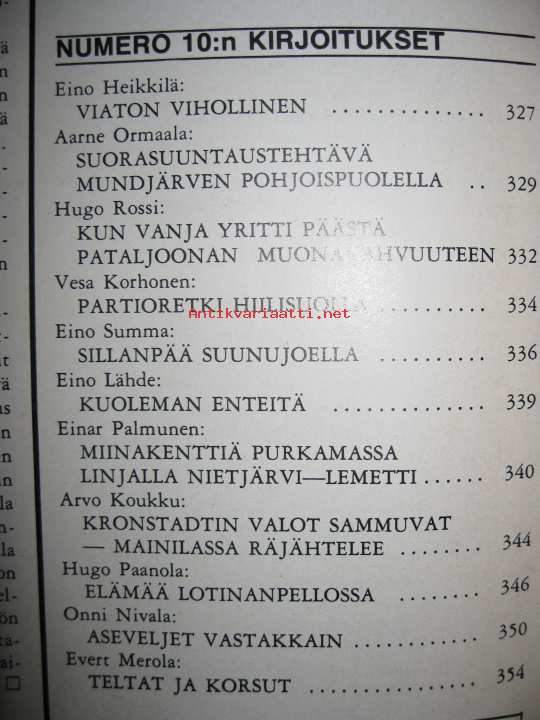 NUMERO 10:n KIRJOITUKSET
Eino Heikkilä:
VIATON VIHOLLINEN .............. 327
Aarne Ormaala:
SUORASUUNTAUSTEHTÄVÄ
MUNDJÄRVEN POHJOISPUOLELLA .. 329
Hugo Rossi:
KUN VANJA YRITTI PÄÄSTÄ
PATALJOONAN MUONAVAHVUUTEEN 332
Vesa Korhonen:
PARTIORETKI HIILISUOLLA .......... 334
Antikvariaatti.net
Eino Summa:
SILLANPÄÄ SUUNUJOELLA .......... 336
Eino Lähde:
KUOLEMAN ENTEITÄ .............. 339
Einar Palmunen:
MIINAKENTTIÄ PURKAMASSA
LINJALLA NIETJÄRVI—LEMETTI ...... 340
Arvo Koukku:
KRONSTADTIN VALOT SAMMUVAT
— MAINILASSA RÄJÄHTELEE ........ 344
Hugo Paanola:
ELÄMÄÄ LOTINANPELLOSSA ........ 346
Onni Nivala:
ASEVELJET VASTAKKAIN ............ 350
Evert Merola:
TELTAT JA KORSUT ................ 354